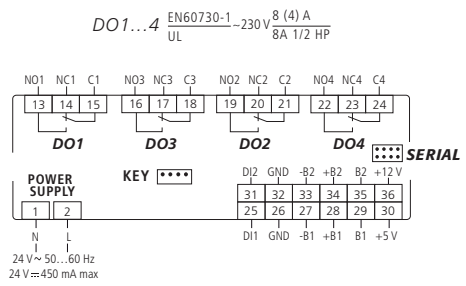 DO1...4 EN60730-1 ~230 V 8 (4) A
UL 8A 1/2 HP
NO1 NC1 C1 NO3 NC3 C3 NO2 NC2 C2 NO4 NC4 C4
13 14 15 16 17 18 19 20 21 22 23 24
DO1 DO3 DO2 DO4
SERIAL
POWER SUPPLY
KEY
DI2 GND -B2 +B2 B2 +12 V
31 32 33 34 35 36
1 2 25 26 27 28 29 30
N L DI1 GND -B1 +B1 B1 +5 V
24 V ~ 50...60 Hz
24 V ⎓ 450 mA max